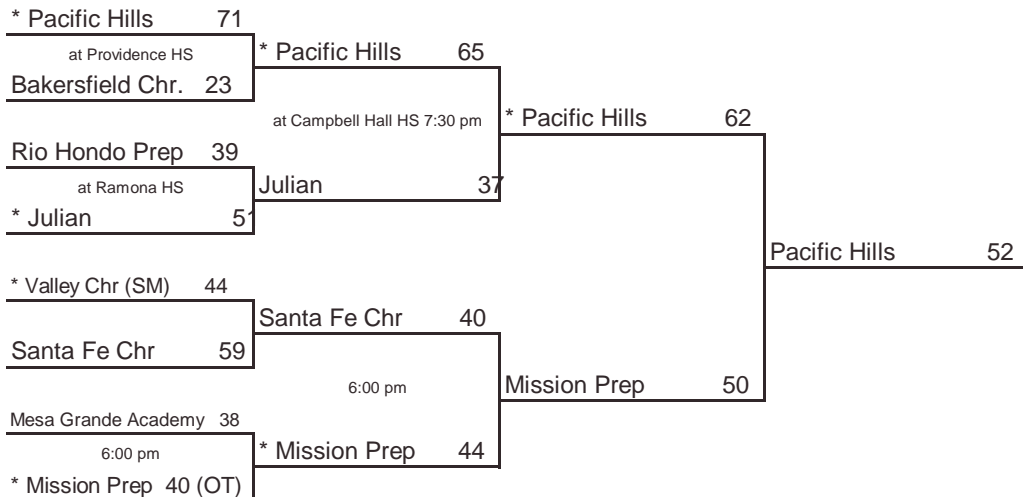 * Pacific Hills 71
at Providence HS
Bakersfield Chr. 23
* Pacific Hills 65
at Campbell Hall HS 7:30 pm
* Pacific Hills 62
Rio Hondo Prep 39
at Ramona HS
* Julian 51
Julian 37
Pacific Hills 52
* Valley Chr (SM) 44
Santa Fe Chr 59
Santa Fe Chr 40
6:00 pm
Mission Prep 50
Mesa Grande Academy 38
6:00 pm
* Mission Prep 40 (OT)
* Mission Prep 44